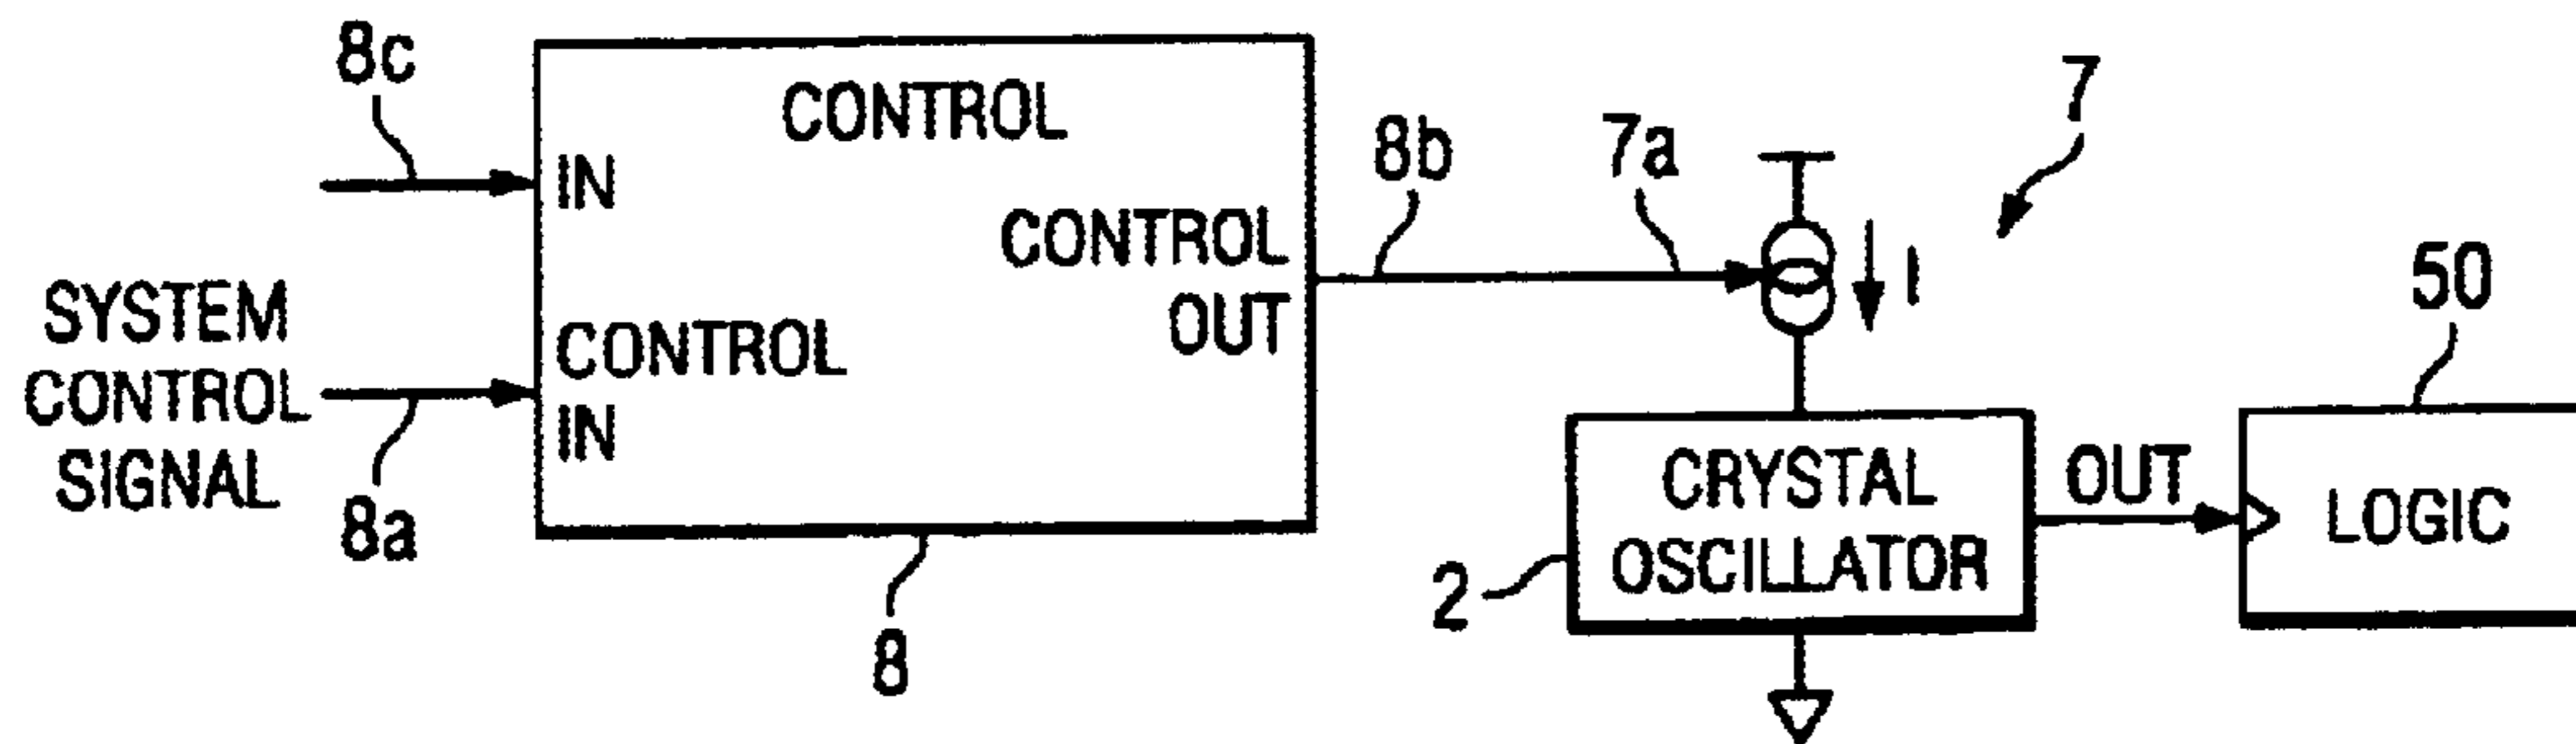 8c
CONTROL
IN
CONTROL
OUT
SYSTEM
CONTROL
SIGNAL
8a
CONTROL
IN
8
8b
7a
7
I
CRYSTAL
OSCILLATOR
2
OUT
50
LOGIC